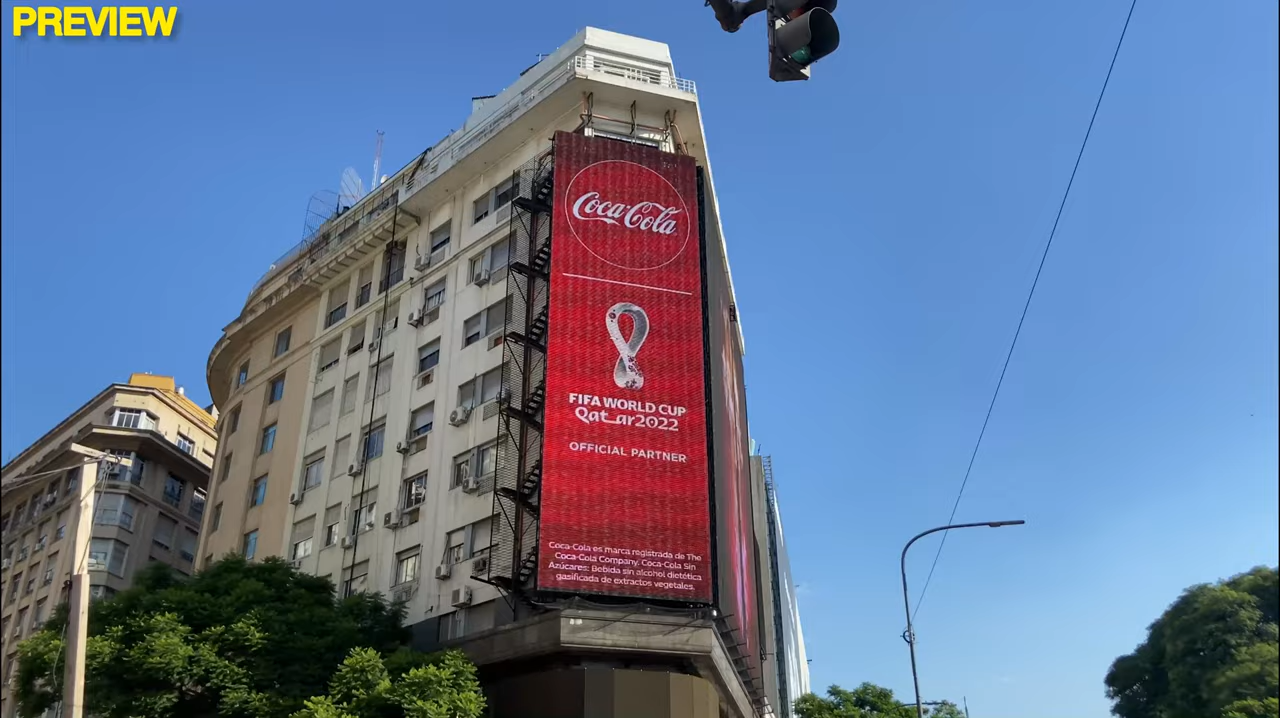 PREVIEW
Coca-Cola
FIFA WORLD CUP
Qatar2022
OFFICIAL PARTNER
Coca-Cola es marca registrada de The
Coca-Cola Company. Coca-Cola Sin
Azúcares: Bebida sin alcohol dietética
gasificada de extractos vegetales.